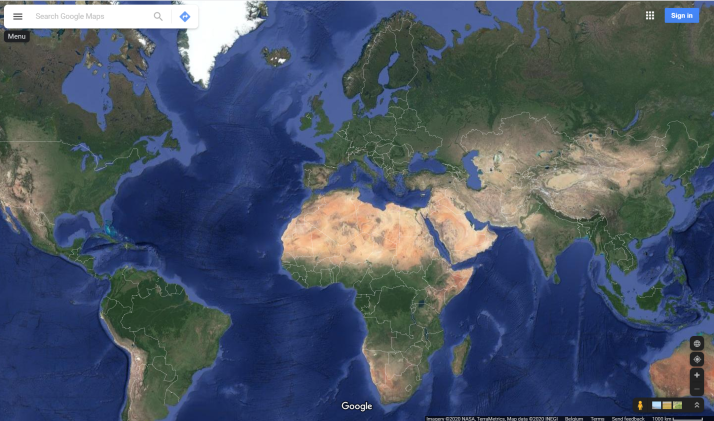 Search Google Maps
Sign in
Menu
Google
Imagery ©2020 NASA, TerraMetrics, Map data ©2020 INEGI Belgium Terms Send feedback 1000 km